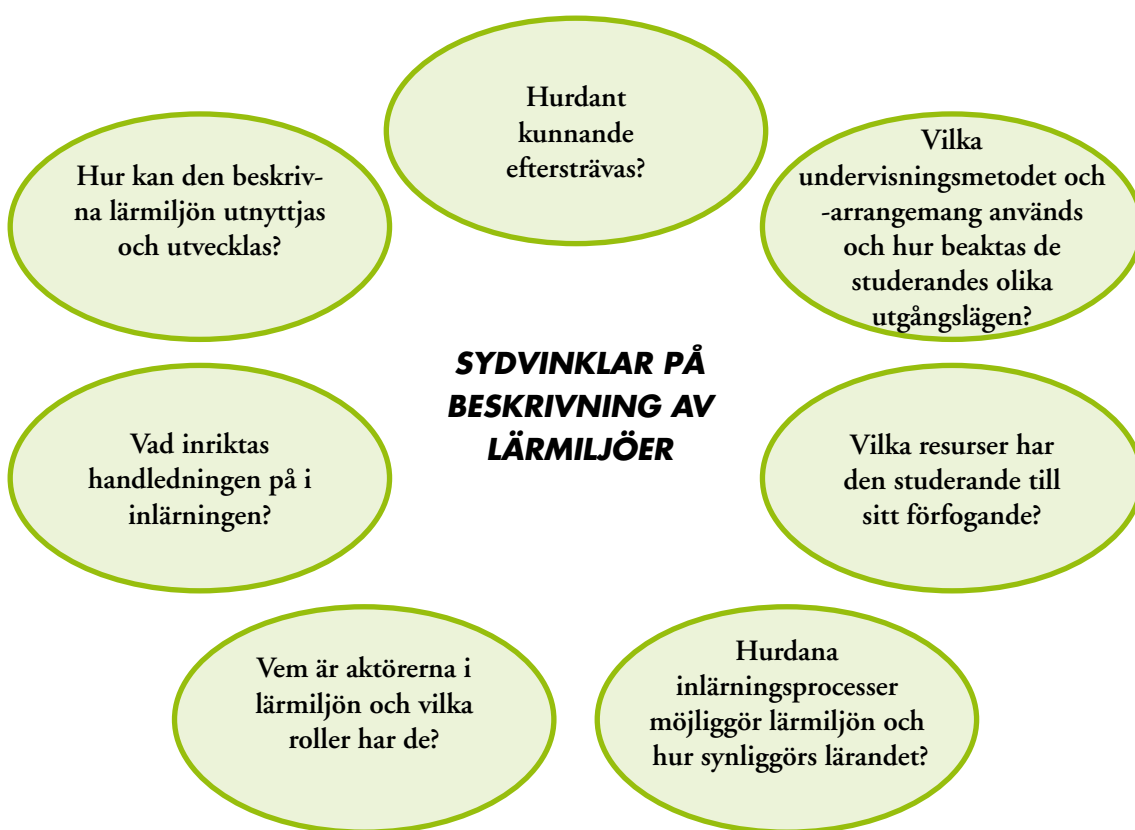 Hurdant
kunnande
eftersträvas?
Vilka
undervisningsmetodet och
-arrangemang används
och hur beaktas de
studerandes olika
utgångslägen?
Hur kan den beskriv-
na lärmiljön utnyttjas
och utvecklas?
SYDVINKLAR PÅ
BESKRIVNING AV
LÄRMILJÖER
Vad inriktas
handledningen på i
inlärningen?
Vilka resurser har
den studerande till
sitt förfogande?
Vem är aktörerna i
lärmiljön och vilka
roller har de?
Hurdana
inlärningsprocesser
möjliggör lärmiljön och
hur synliggörs lärandet?